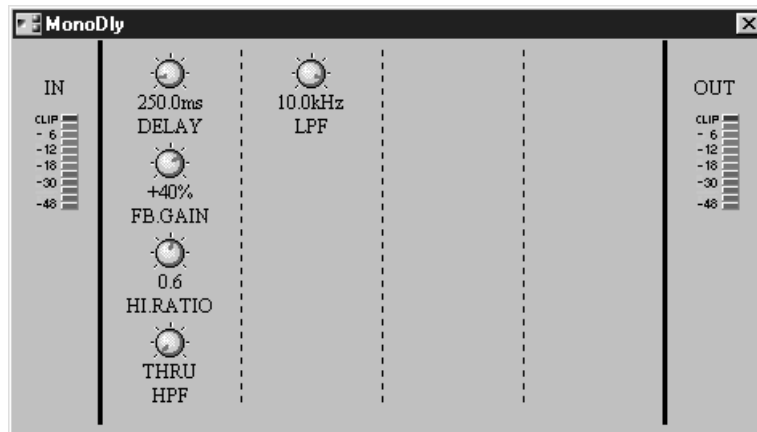 MonoDly
IN
CLIP
- 6
-12
-18
-30
-48
250.0ms
DELAY
+40%
FB.GAIN
0.6
HI.RATIO
THRU
HPF
10.0kHz
LPF
OUT
CLIP
- 6
-12
-18
-30
-48